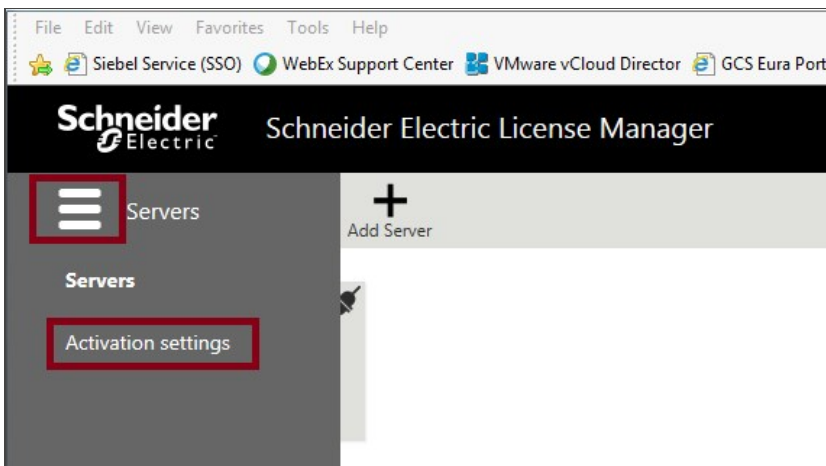 File Edit View Favorites Tools Help
Siebel Service (SSO) WebEx Support Center VMware vCloud Director GCS Eura Port
Schneider Electric
Schneider Electric License Manager
Servers
Add Server
Servers
Activation settings